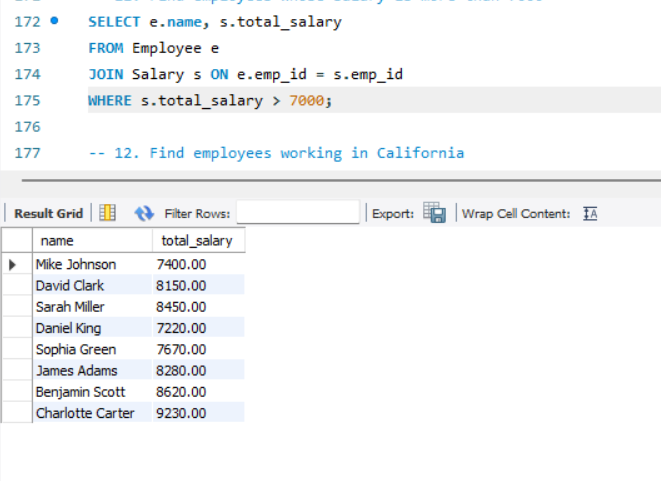 172 SELECT e.name, s.total_salary
173 FROM Employee e
174 JOIN Salary s ON e.emp_id = s.emp_id
175 WHERE s.total_salary > 7000;
176
177 -- 12. Find employees working in California
Result Grid Filter Rows: Export: Wrap Cell Content:
name total_salary
Mike Johnson 7400.00
David Clark 8150.00
Sarah Miller 8450.00
Daniel King 7220.00
Sophia Green 7670.00
James Adams 8280.00
Benjamin Scott 8620.00
Charlotte Carter 9230.00